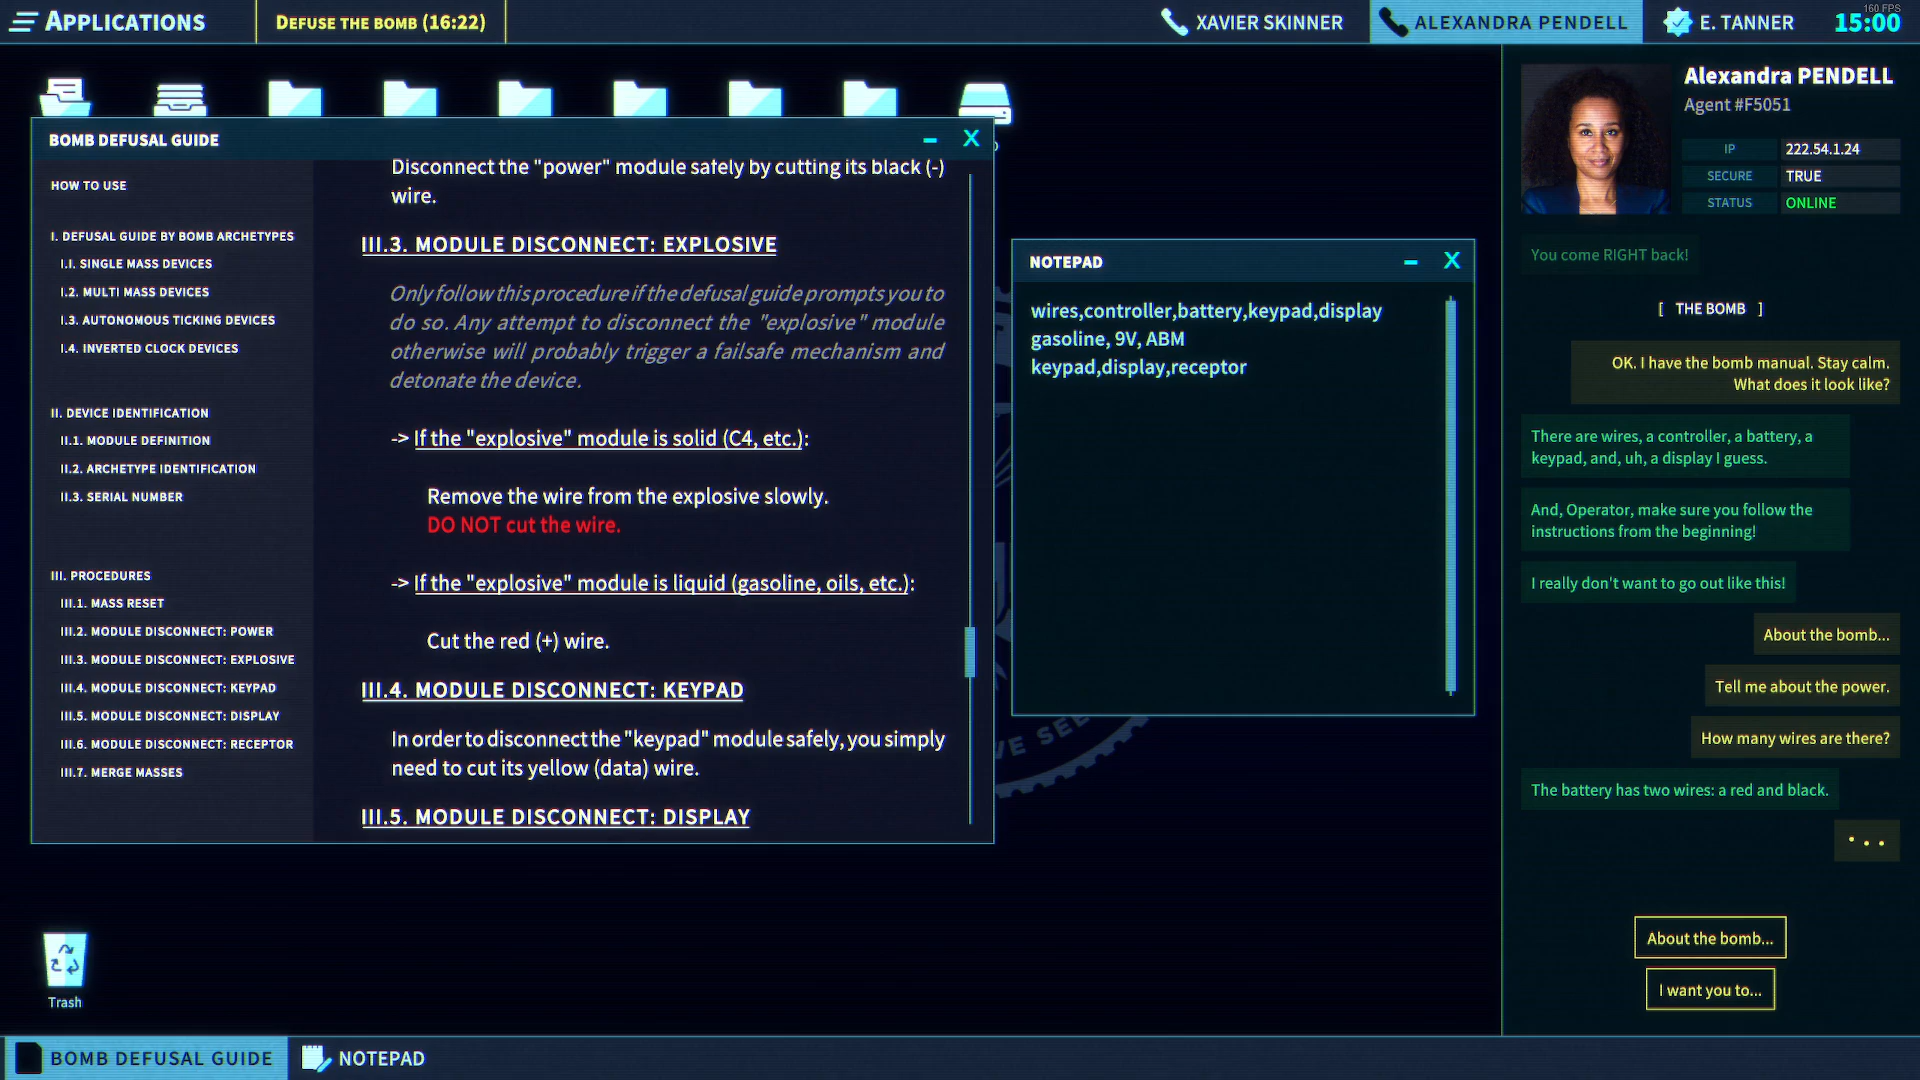 APPLICATIONS
DEFUSE THE BOMB (16:22)
XAVIER SKINNER
ALEXANDRA PENDELL
E. TANNER
160 FPS
15:00
BOMB DEFUSAL GUIDE
HOW TO USE
I. DEFUSAL GUIDE BY BOMB ARCHETYPES
I.I. SINGLE MASS DEVICES
I.2. MULTI MASS DEVICES
I.3. AUTONOMOUS TICKING DEVICES
I.4. INVERTED CLOCK DEVICES
II. DEVICE IDENTIFICATION
II.1. MODULE DEFINITION
II.2. ARCHETYPE IDENTIFICATION
II.3. SERIAL NUMBER
III. PROCEDURES
III.1. MASS RESET
III.2. MODULE DISCONNECT: POWER
III.3. MODULE DISCONNECT: EXPLOSIVE
III.4. MODULE DISCONNECT: KEYPAD
III.5. MODULE DISCONNECT: DISPLAY
III.6. MODULE DISCONNECT: RECEPTOR
III.7. MERGE MASSES
Disconnect the "power" module safely by cutting its black (-)
wire.
III.3. MODULE DISCONNECT: EXPLOSIVE
Only follow this procedure if the defusal guide prompts you to
do so. Any attempt to disconnect the "explosive" module
otherwise will probably trigger a failsafe mechanism and
detonate the device.
-> If the "explosive" module is solid (C4, etc.):
Remove the wire from the explosive slowly.
DO NOT cut the wire.
-> If the "explosive" module is liquid (gasoline, oils, etc.):
Cut the red (+) wire.
III.4. MODULE DISCONNECT: KEYPAD
In order to disconnect the "keypad" module safely, you simply
need to cut its yellow (data) wire.
III.5. MODULE DISCONNECT: DISPLAY
NOTEPAD
wires,controller,battery,keypad,display
gasoline, 9V, ABM
keypad,display,receptor
VE SE
Alexandra PENDELL
Agent #F5051
IP 222.54.1.24
SECURE TRUE
STATUS ONLINE
You come RIGHT back!
[ THE BOMB ]
OK. I have the bomb manual. Stay calm.
What does it look like?
There are wires, a controller, a battery, a
keypad, and, uh, a display I guess.
And, Operator, make sure you follow the
instructions from the beginning!
I really don't want to go out like this!
About the bomb...
Tell me about the power.
How many wires are there?
The battery has two wires: a red and black.
...
About the bomb...
I want you to...
Trash
BOMB DEFUSAL GUIDE
NOTEPAD